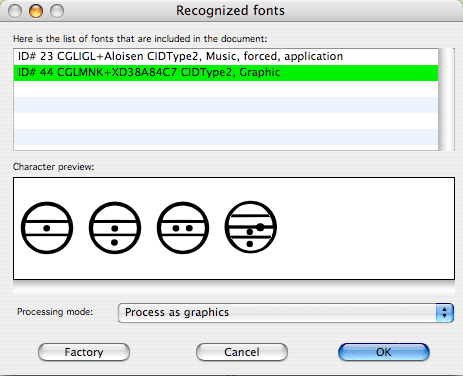 Recognized fonts
Here is the list of fonts that are included in the document:
ID# 23 CGLIGL+Aloisen CIDType2, Music, forced, application
ID# 44 CGLMNK+XD38A84C7 CIDType2, Graphic
Character preview:
Processing mode: Process as graphics
Factory Cancel OK